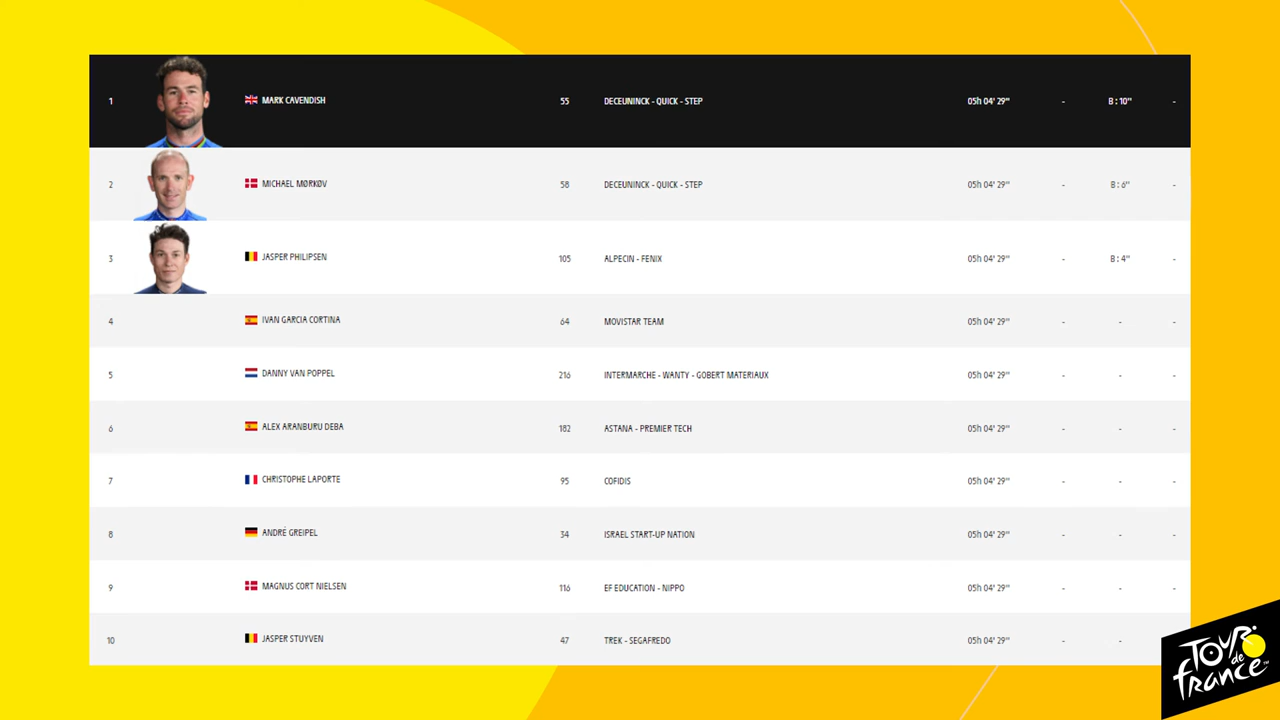 1 MARK CAVENDISH 55 DECEUNINCK - QUICK - STEP 05h 04' 29'' - B : 10'' -
2 MICHAEL MØRKØV 58 DECEUNINCK - QUICK - STEP 05h 04' 29'' - B : 6'' -
3 JASPER PHILIPSEN 105 ALPECIN - FENIX 05h 04' 29'' - B : 4'' -
4 IVAN GARCIA CORTINA 64 MOVISTAR TEAM 05h 04' 29'' - - -
5 DANNY VAN POPPEL 216 INTERMARCHE - WANTY - GOBERT MATERIAUX 05h 04' 29'' - - -
6 ALEX ARANBURU DEBA 182 ASTANA - PREMIER TECH 05h 04' 29'' - - -
7 CHRISTOPHE LAPORTE 95 COFIDIS 05h 04' 29'' - - -
8 ANDRÉ GREIPEL 34 ISRAEL START-UP NATION 05h 04' 29'' - - -
9 MAGNUS CORT NIELSEN 116 EF EDUCATION - NIPPO 05h 04' 29'' - - -
10 JASPER STUYVEN 47 TREK - SEGAFREDO 05h 04' 29'' - -
TOUR
de
france™